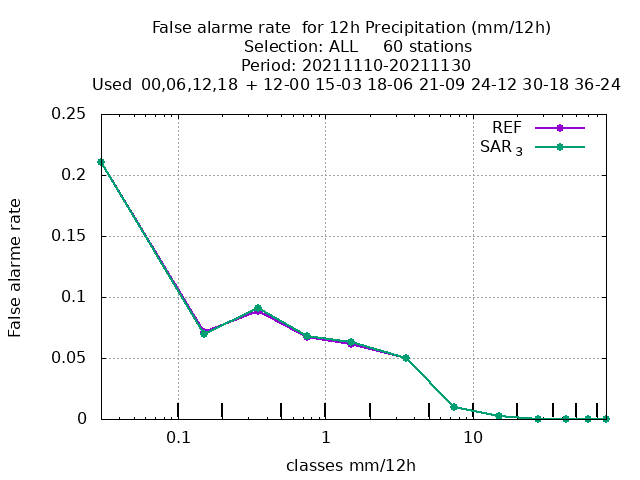 False alarme rate  for 12h Precipitation (mm/12h)
Selection: ALL     60 stations
Period: 20211110-20211130
Used  00,06,12,18  + 12-00 15-03 18-06 21-09 24-12 30-18 36-24
0.25
REF
SAR3
0.2
0.15
0.1
0.05
0
False alarme rate
0.1 1 10
classes mm/12h